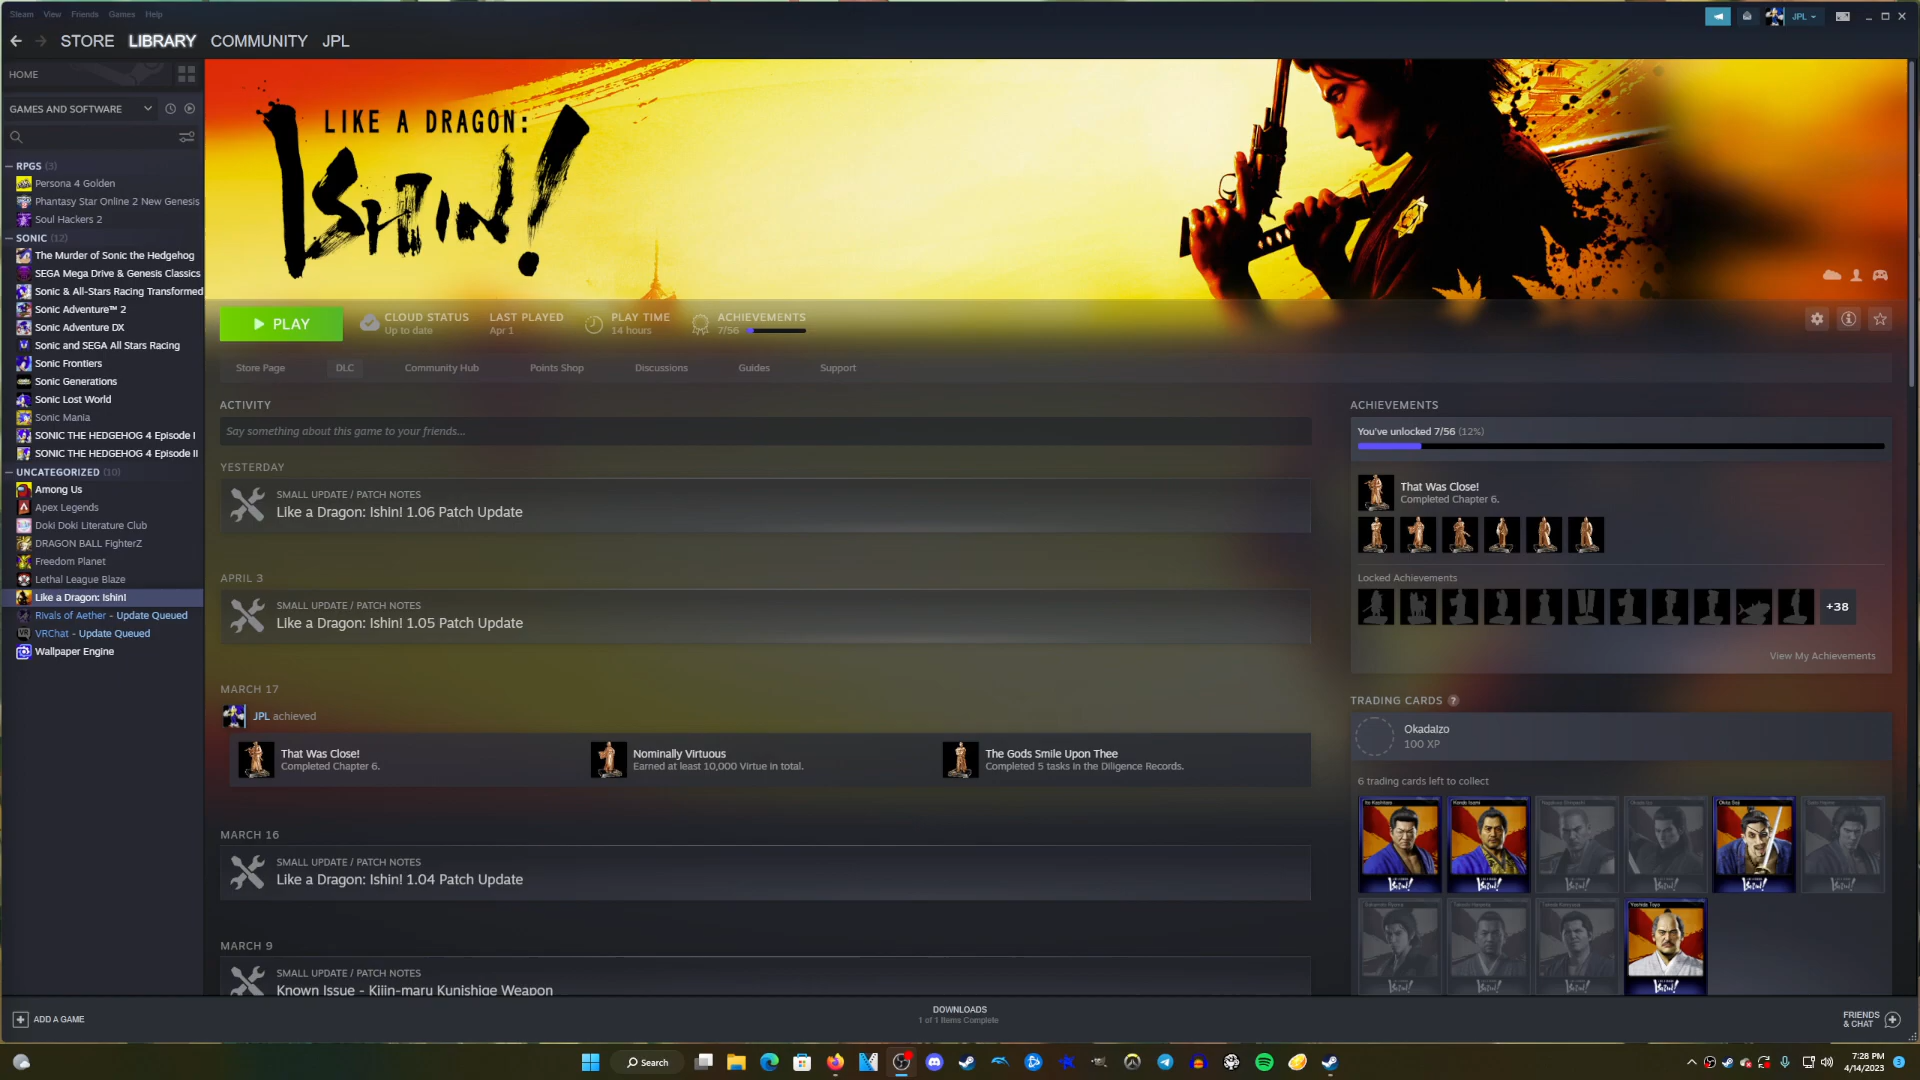 Steam View Friends Games Help
JPL
STORE LIBRARY COMMUNITY JPL
HOME
GAMES AND SOFTWARE
RPGS (3)
Persona 4 Golden
Phantasy Star Online 2 New Genesis
Soul Hackers 2
SONIC (12)
The Murder of Sonic the Hedgehog
SEGA Mega Drive & Genesis Classics
Sonic & All-Stars Racing Transformed
Sonic Adventure™ 2
Sonic Adventure DX
Sonic and SEGA All Stars Racing
Sonic Frontiers
Sonic Generations
Sonic Lost World
Sonic Mania
SONIC THE HEDGEHOG 4 Episode I
SONIC THE HEDGEHOG 4 Episode II
UNCATEGORIZED (10)
Among Us
Apex Legends
Doki Doki Literature Club
DRAGON BALL FighterZ
Freedom Planet
Lethal League Blaze
Like a Dragon: Ishin!
Rivals of Aether - Update Queued
VRChat - Update Queued
Wallpaper Engine
LIKE A DRAGON:
ISHIN!
PLAY
CLOUD STATUS
Up to date
LAST PLAYED
Apr 1
PLAY TIME
14 hours
ACHIEVEMENTS
7/56
Store Page DLC Community Hub Points Shop Discussions Guides Support
ACTIVITY
Say something about this game to your friends...
YESTERDAY
SMALL UPDATE / PATCH NOTES
Like a Dragon: Ishin! 1.06 Patch Update
APRIL 3
SMALL UPDATE / PATCH NOTES
Like a Dragon: Ishin! 1.05 Patch Update
MARCH 17
JPL achieved
That Was Close!
Completed Chapter 6.
Nominally Virtuous
Earned at least 10,000 Virtue in total.
The Gods Smile Upon Thee
Completed 5 tasks in the Diligence Records.
MARCH 16
SMALL UPDATE / PATCH NOTES
Like a Dragon: Ishin! 1.04 Patch Update
MARCH 9
SMALL UPDATE / PATCH NOTES
Known Issue - Kijin-maru Kunishige Weapon
ACHIEVEMENTS
You've unlocked 7/56 (12%)
That Was Close!
Completed Chapter 6.
Locked Achievements
+38
View My Achievements
TRADING CARDS ?
OkadaIzo
100 XP
6 trading cards left to collect
Kondo Isami
Okita Soji
Yoshida Toyo
ADD A GAME
DOWNLOADS
1 of 1 Items Complete
FRIENDS
& CHAT
Search
7:28 PM
4/14/2023
3